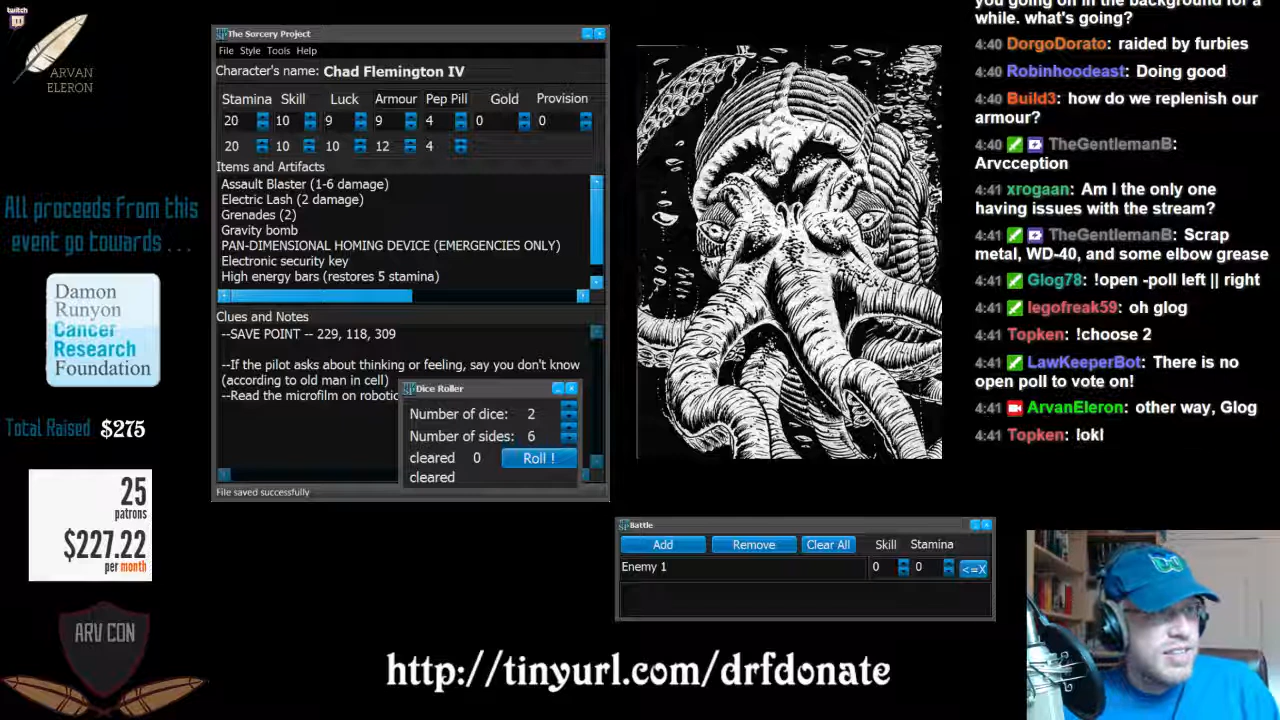 twitch
ARVAN
ELERON
All proceeds From this
event go towards . . .
Damon
Runyon
Cancer
Research
Foundation
Total Raised $275
25
patrons
$227.22
per month
ARV CON
The Sorcery Project
File Style Tools Help
Character's name: Chad Flemington IV
Stamina Skill Luck Armour Pep Pill Gold Provision
20 10 9 9 4 0 0
20 10 10 12 4
Items and Artifacts
Assault Blaster (1-6 damage)
Electric Lash (2 damage)
Grenades (2)
Gravity bomb
PAN-DIMENSIONAL HOMING DEVICE (EMERGENCIES ONLY)
Electronic security key
High energy bars (restores 5 stamina)
Clues and Notes
--SAVE POINT -- 229, 118, 309
--If the pilot asks about thinking or feeling, say you don't know
(according to old man in cell)
--Read the microfilm on robotic
File saved successfully
Dice Roller
Number of dice: 2
Number of sides: 6
cleared 0 Roll !
cleared
Battle
Add Remove Clear All Skill Stamina
Enemy 1 0 0 <=X
http://tinyurl.com/drfdonate
you going on in the background for a
while. what's going?
4:40 DorgoDorato: raided by furbies
4:40 Robinhoodeast: Doing good
4:40 Build3: how do we replenish our
armour?
4:40 TheGentlemanB:
Arvcception
4:41 xrogaan: Am I the only one
having issues with the stream?
4:41 TheGentlemanB: Scrap
metal, WD-40, and some elbow grease
4:41 Glog78: !open -poll left || right
4:41 legofreak59: oh glog
4:41 Topken: !choose 2
4:41 LawKeeperBot: There is no
open poll to vote on!
4:41 ArvanEleron: other way, Glog
4:41 Topken: !okl